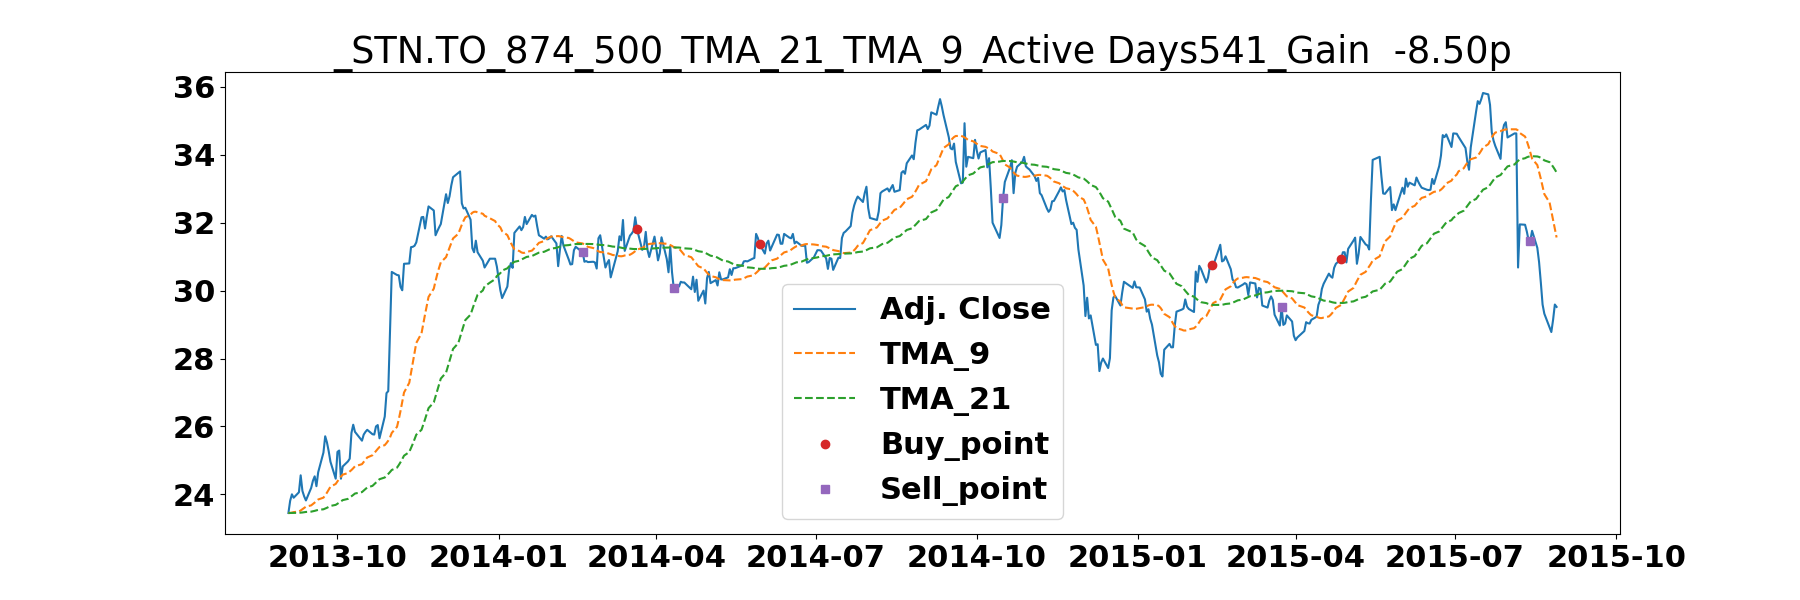 _STN.TO_874_500_TMA_21_TMA_9_Active Days541_Gain  -8.50p
36
34
32
30
28
26
24
Adj. Close
TMA_9
TMA_21
Buy_point
Sell_point
2013-10 2014-01 2014-04 2014-07 2014-10 2015-01 2015-04 2015-07 2015-10